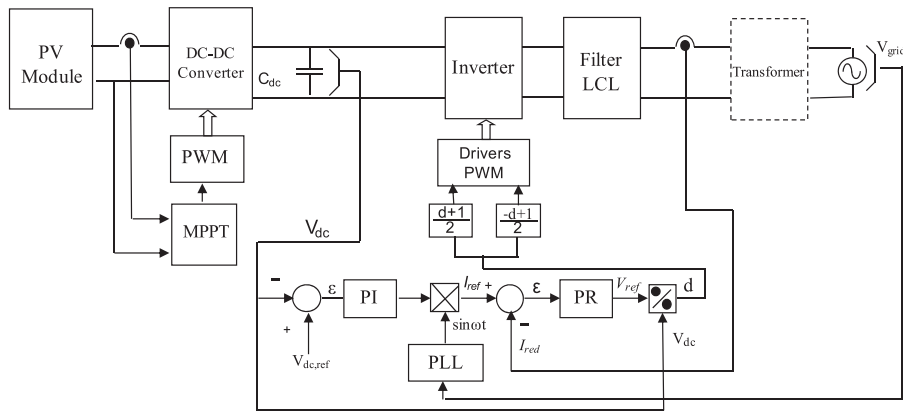 PV
Module
DC-DC
Converter
C_dc
Inverter
Filter
LCL
Transformer
V_grid
PWM
Drivers
PWM
MPPT
d+1
2
-d+1
2
V_dc
ε
PI
I_ref
+
-
+
V_dc,ref
sinωt
PLL
-
I_red
ε
PR
V_ref
d
V_dc